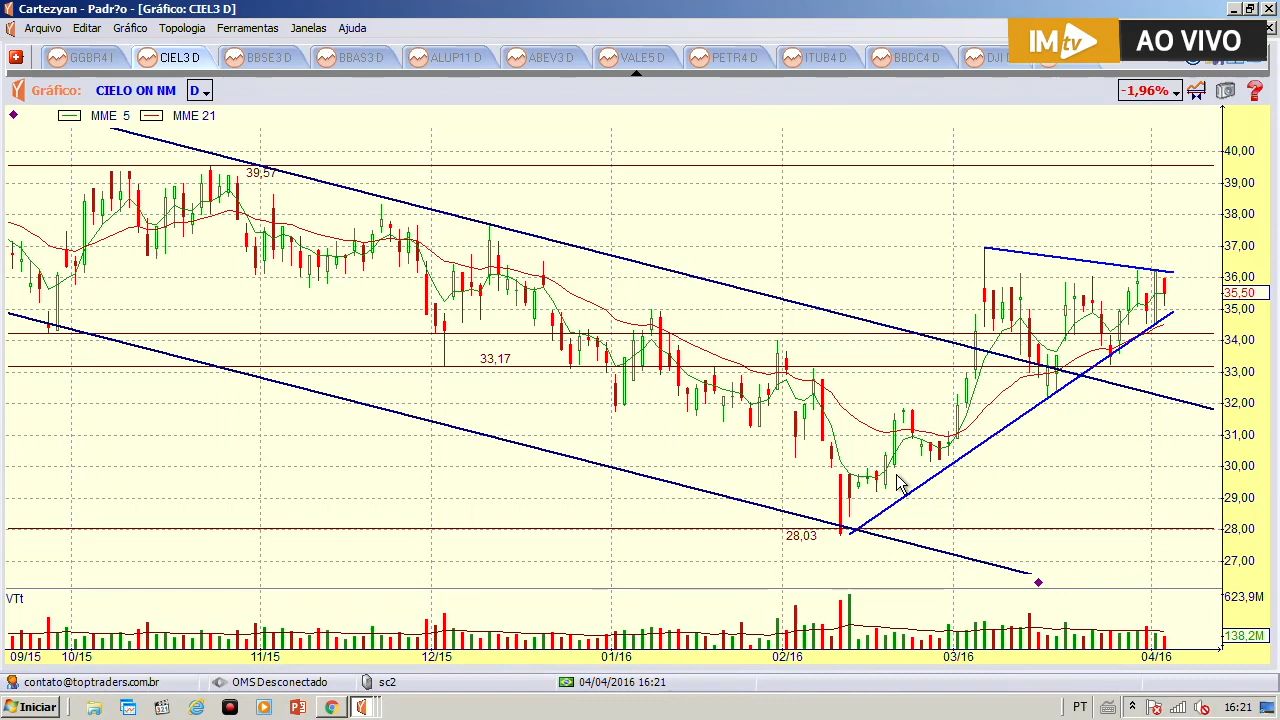 Cartezyan - Padr?o - [Gráfico: CIEL3 D]
Arquivo Editar Gráfico Topologia Ferramentas Janelas Ajuda
IM tv AO VIVO
GGBR4 I CIEL3 D BBSE3 D BBAS3 D ALUP11 D ABEV3 D VALE5 D PETR4 D ITUB4 D BBDC4 D DJI D
Gráfico: CIELO ON NM D -1,96%
MME 5 MME 21
40,00
39,57
39,00
38,00
37,00
36,00
35,50
35,00
34,00
33,17
33,00
32,00
31,00
30,00
29,00
28,00
28,03
27,00
VTt
623,9M
138,2M
09/15 10/15 11/15 12/15 01/16 02/16 03/16 04/16
contato@toptraders.com.br OMS Desconectado sc2 04/04/2016 16:21
Iniciar PT 16:21